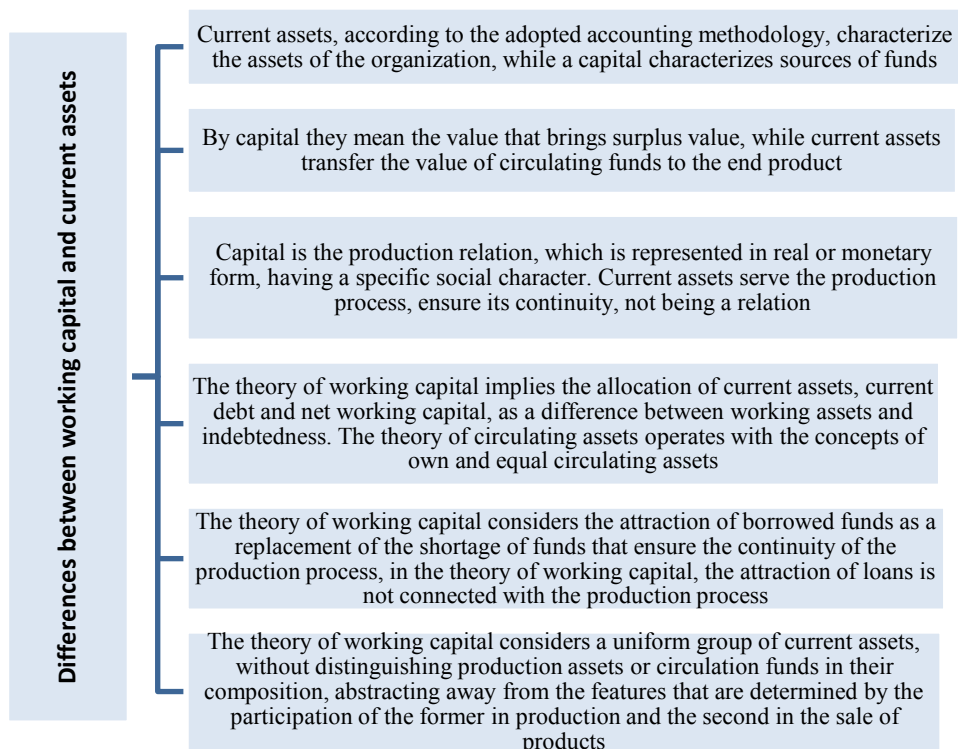 Differences between working capital and current assets
Current assets, according to the adopted accounting methodology, characterize
the assets of the organization, while a capital characterizes sources of funds
By capital they mean the value that brings surplus value, while current assets
transfer the value of circulating funds to the end product
Capital is the production relation, which is represented in real or monetary
form, having a specific social character. Current assets serve the production
process, ensure its continuity, not being a relation
The theory of working capital implies the allocation of current assets, current
debt and net working capital, as a difference between working assets and
indebtedness. The theory of circulating assets operates with the concepts of
own and equal circulating assets
The theory of working capital considers the attraction of borrowed funds as a
replacement of the shortage of funds that ensure the continuity of the
production process, in the theory of working capital, the attraction of loans is
not connected with the production process
The theory of working capital considers a uniform group of current assets,
without distinguishing production assets or circulation funds in their
composition, abstracting away from the features that are determined by the
participation of the former in production and the second in the sale of
products